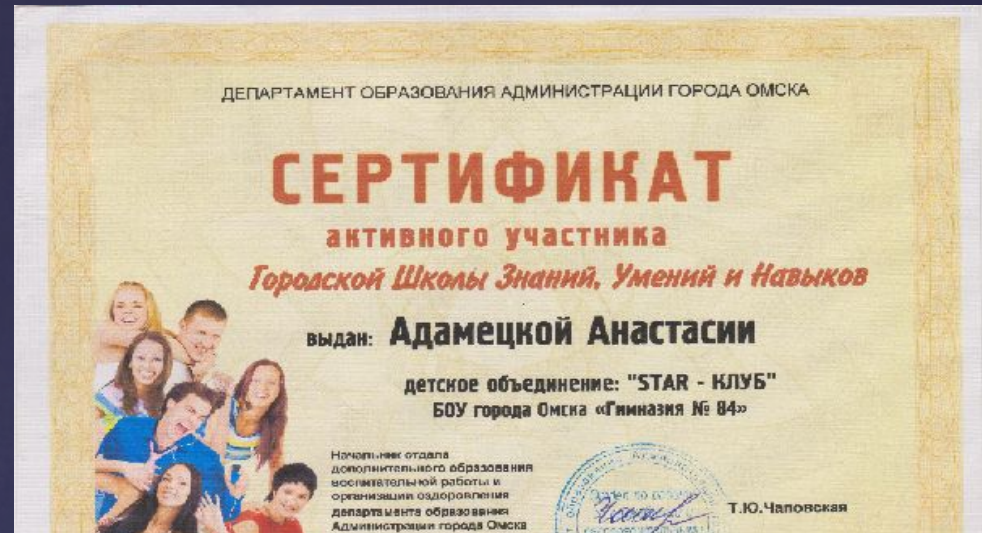 ДЕПАРТАМЕНТ ОБРАЗОВАНИЯ АДМИНИСТРАЦИИ ГОРОДА ОМСКА
СЕРТИФИКАТ
активного участника
Городской Школы Знаний, Умений и Навыков
выдан: Адамецкой Анастасии
детское объединение: "STAR - КЛУБ"
БОУ города Омска «Гимназия № 84»
Начальник отдела
дополнительного образования
воспитательной работы и
организации оздоровления
департамента образования
Администрации города Омска
Т.Ю.Чаповская